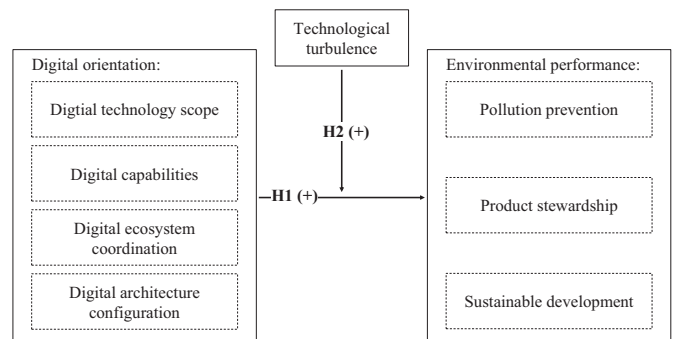 Technological
turbulence
Digital orientation:
Digtial technology scope
Digital capabilities
Digital ecosystem
coordination
Digital architecture
configuration
H2 (+)
H1 (+)
Environmental performance:
Pollution prevention
Product stewardship
Sustainable development